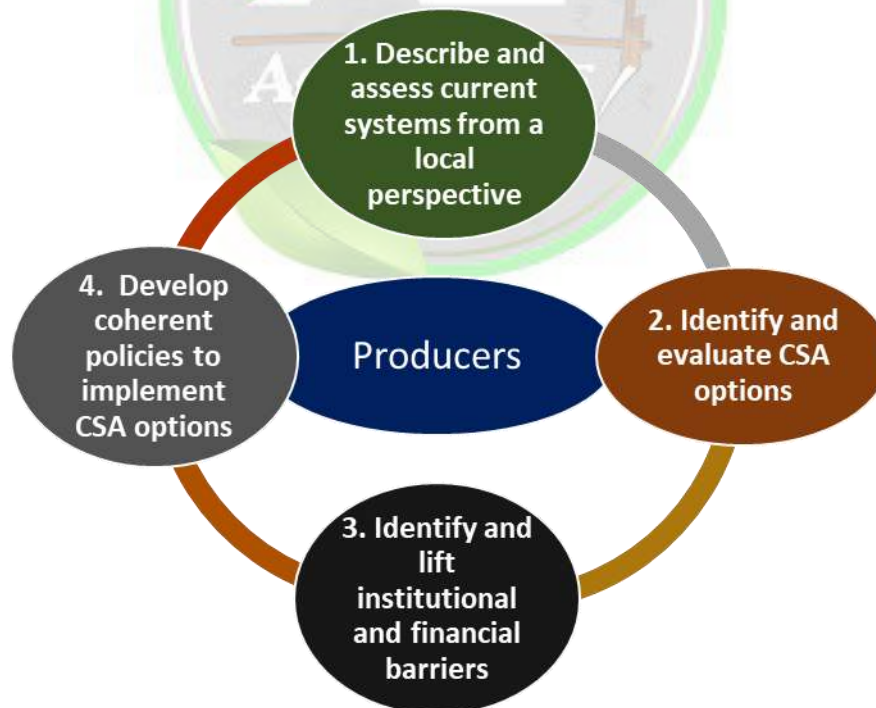 1. Describe and
assess current
systems from a
local
perspective
4. Develop
coherent
policies to
implement
CSA options
Producers
2. Identify and
evaluate CSA
options
3. Identify and
lift
institutional
and financial
barriers